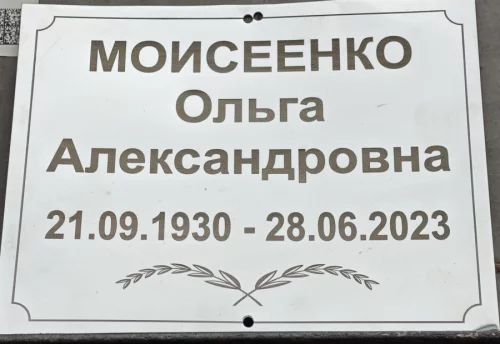 МОИСЕЕНКО
Ольга
Александровна
21.09.1930 - 28.06.2023